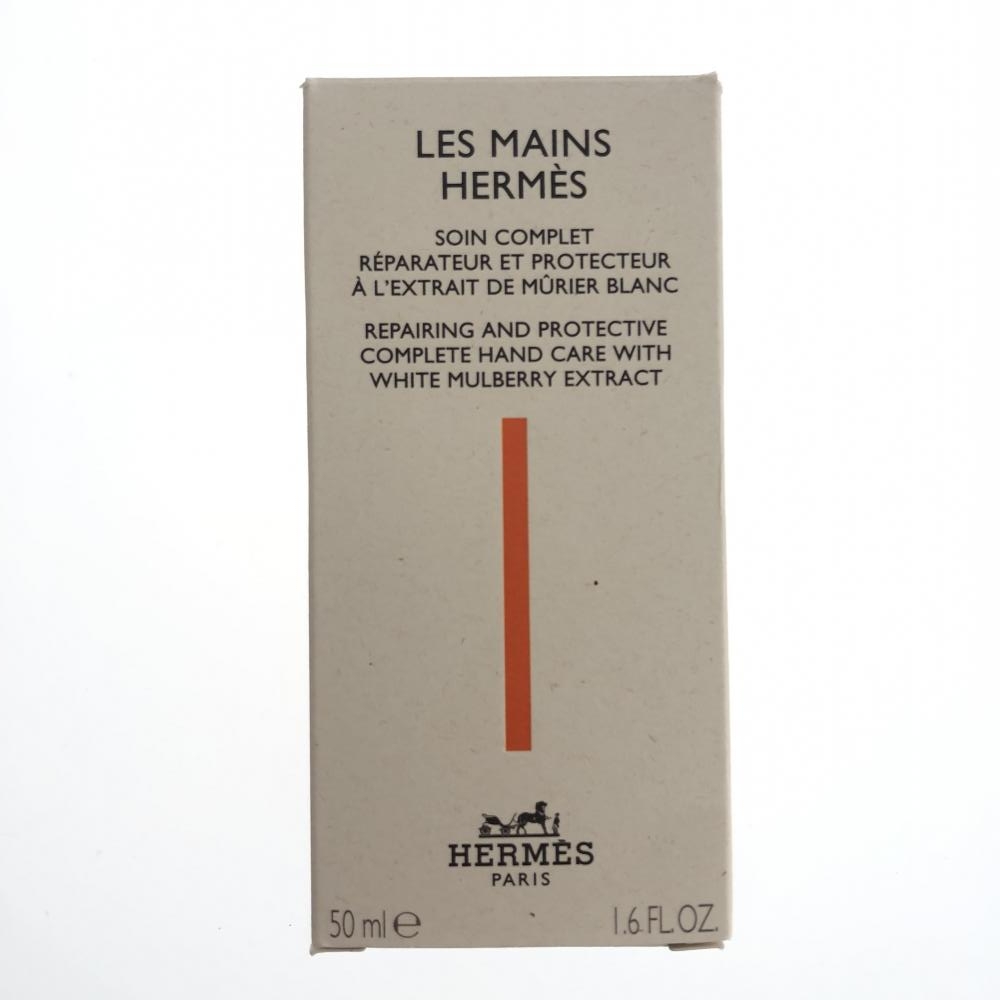 LES MAINS
HERMÈS
SOIN COMPLET
RÉPARATEUR ET PROTECTEUR
À L'EXTRAIT DE MÛRIER BLANC
REPAIRING AND PROTECTIVE
COMPLETE HAND CARE WITH
WHITE MULBERRY EXTRACT
HERMÈS
PARIS
50 ml ℮ 1.6 FL.OZ.